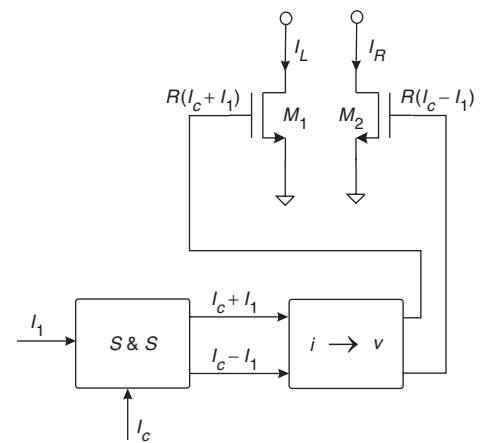 I_L
I_R
R(I_c + I_1)
M_1
M_2
R(I_c − I_1)
I_1
S & S
I_c + I_1
I_c − I_1
i → v
I_c